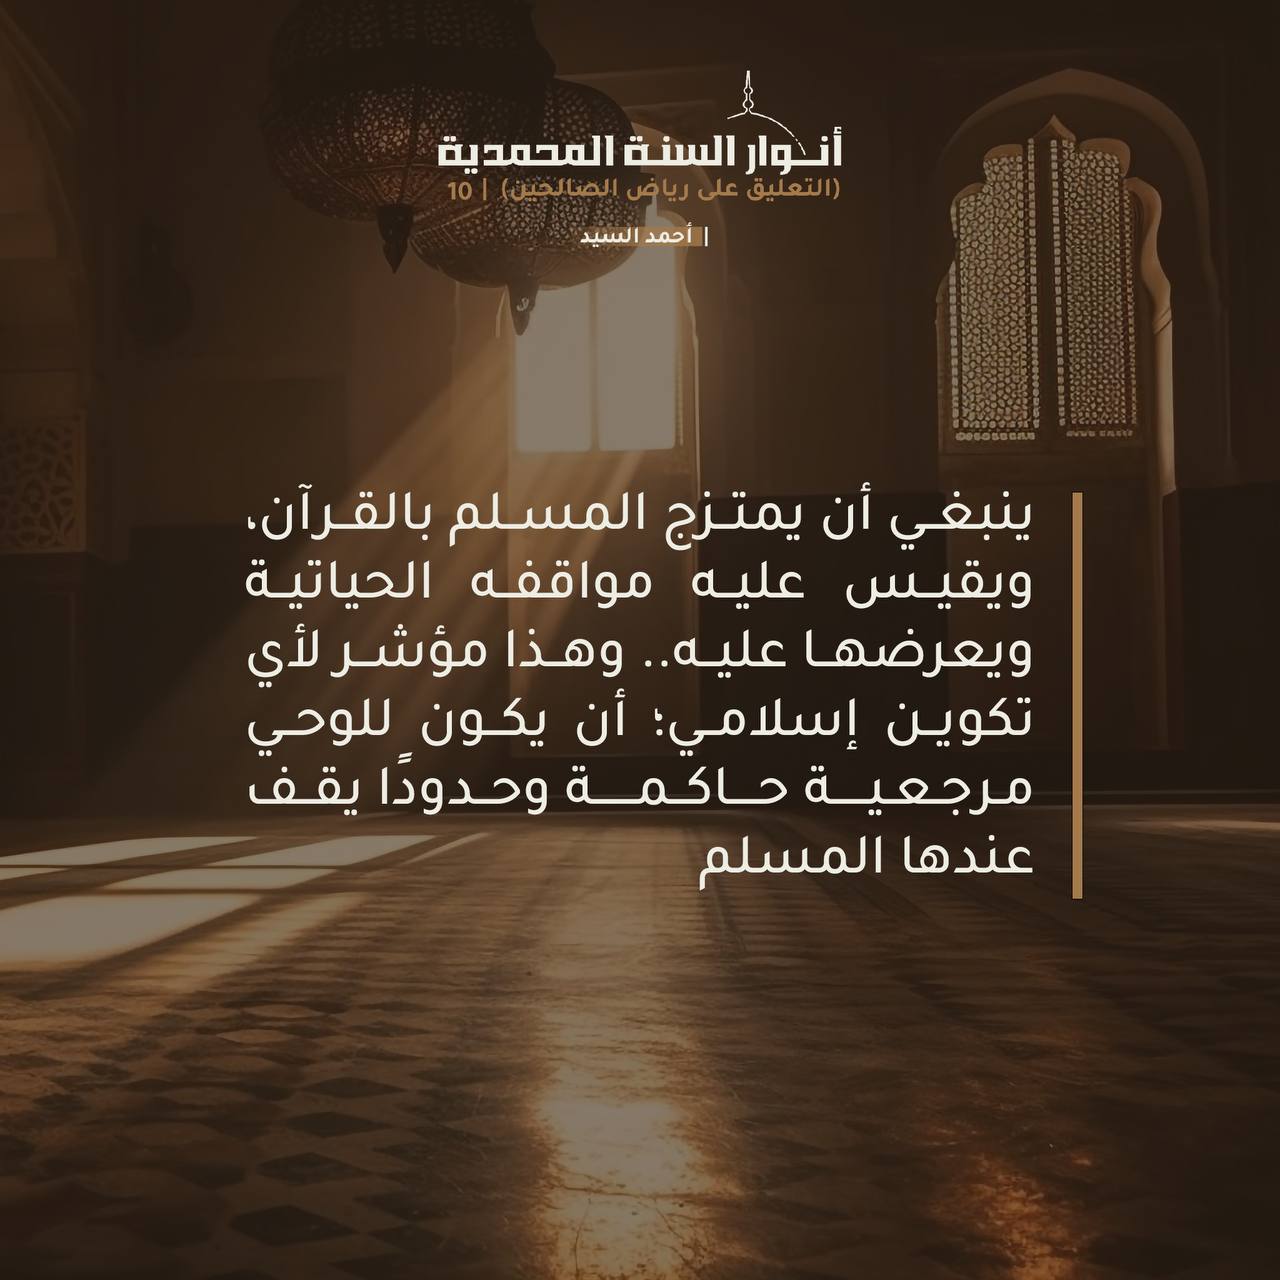 أنوار السنة المحمدية
(التعليق على رياض الصالحين) | 10
| أحمد السيد
ينبغي أن يمتزج المسلم بالقرآن،
ويقيس عليه مواقفه الحياتية
ويعرضها عليه.. وهذا مؤشر لأي
تكوين إسلامي؛ أن يكون للوحي
مرجعية حاكمة وحدودًا يقف
عندها المسلم